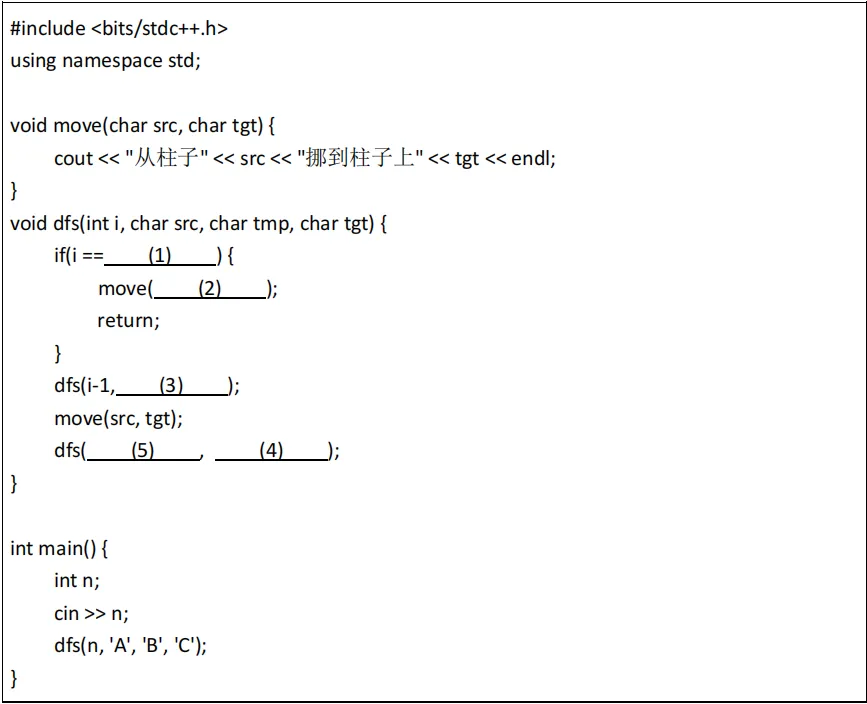 #include <bits/stdc++.h>
using namespace std;
void move(char src, char tgt) {
cout << "从柱子" << src << "挪到柱子上" << tgt << endl;
}
void dfs(int i, char src, char tmp, char tgt) {
if(i ==____(1)____) {
move(____(2)____);
return;
}
dfs(i-1,____(3)____);
move(src, tgt);
dfs(____(5)____, ____(4)____);
}
int main() {
int n;
cin >> n;
dfs(n, 'A', 'B', 'C');
}